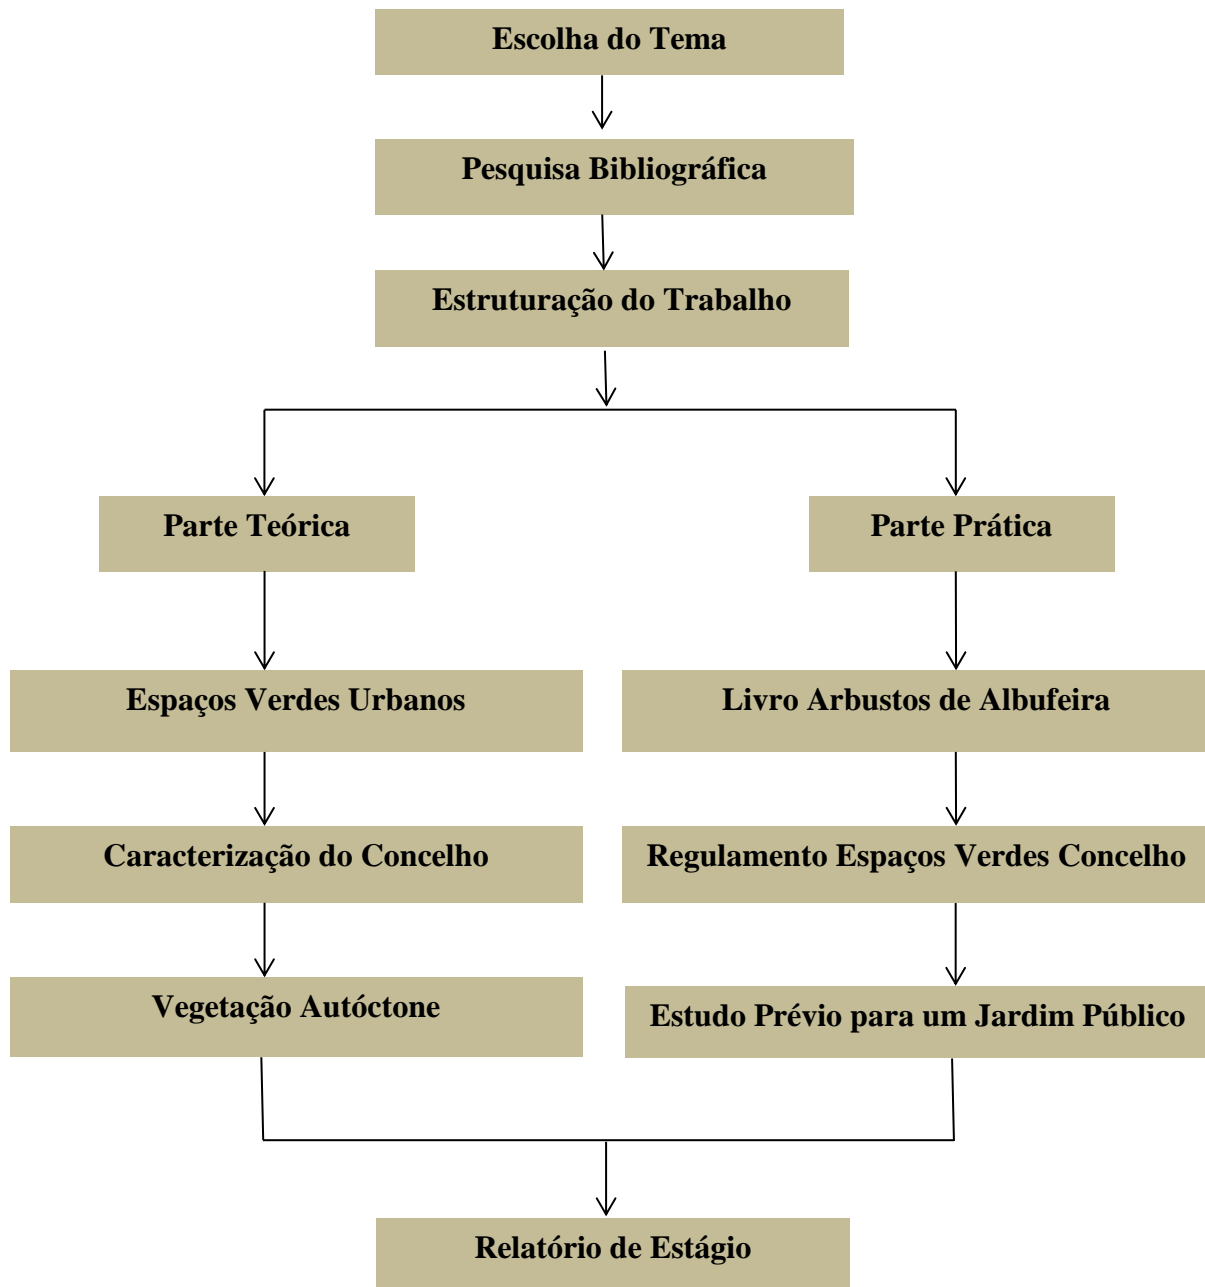 Escolha do Tema
Pesquisa Bibliográfica
Estruturação do Trabalho
Parte Teórica
Parte Prática
Espaços Verdes Urbanos
Livro Arbustos de Albufeira
Caracterização do Concelho
Regulamento Espaços Verdes Concelho
Vegetação Autóctone
Estudo Prévio para um Jardim Público
Relatório de Estágio